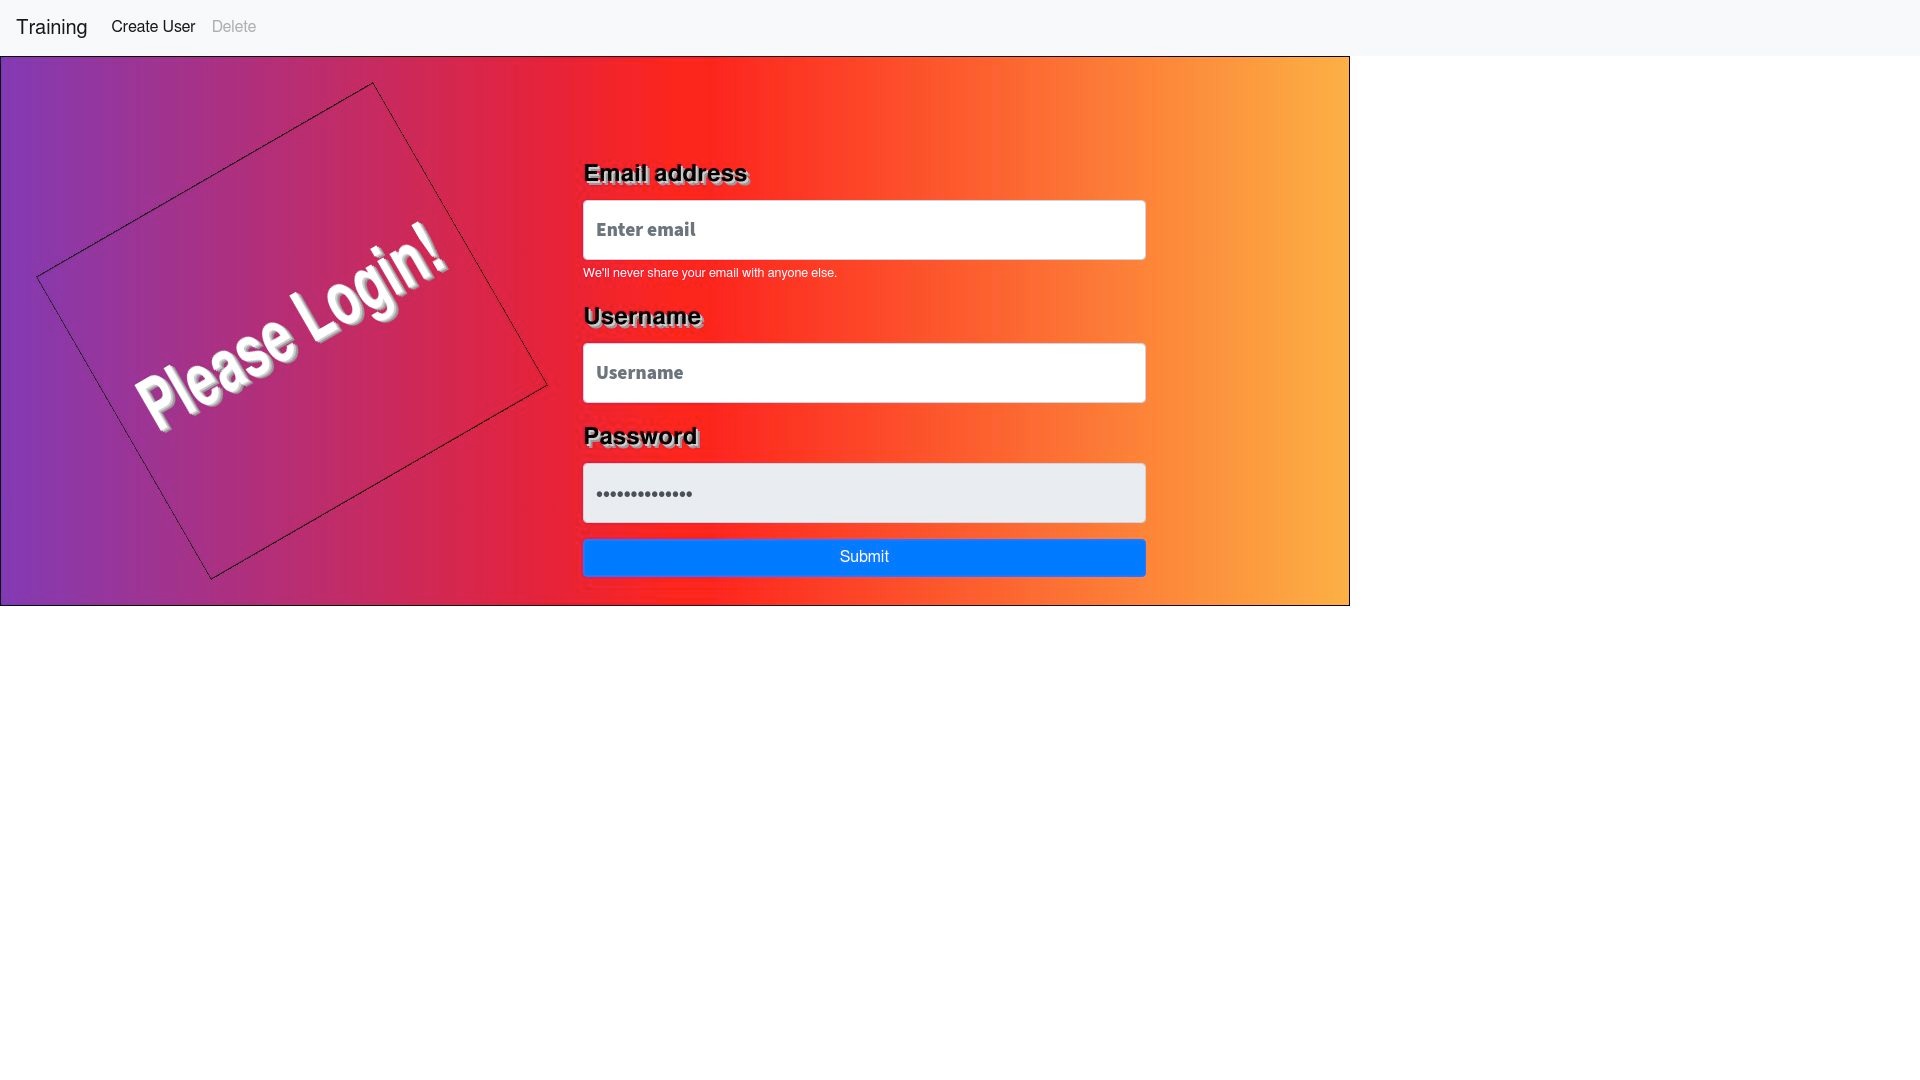 Training Create User Delete
Please Login!
Email address
Enter email
We'll never share your email with anyone else.
Username
Username
Password
••••••••••••••
Submit